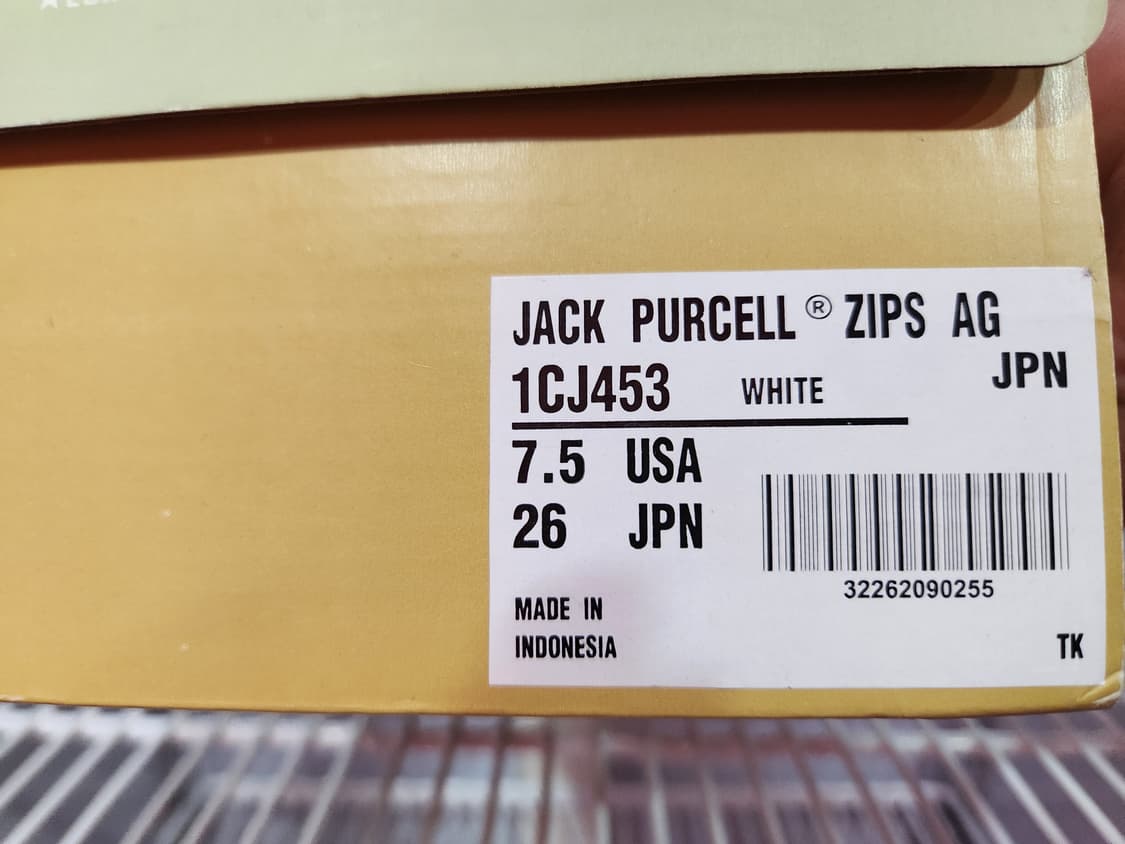 JACK PURCELL® ZIPS AG
JPN
1CJ453 WHITE
7.5 USA
26 JPN
32262090255
MADE IN
INDONESIA
TK